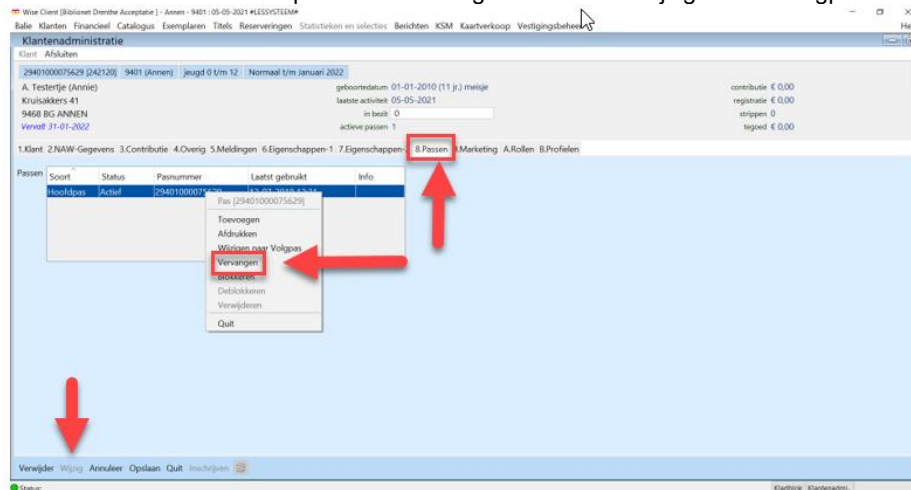 Wise Client [Biblionet Drenthe Acceptatie ] - Annen - 9401 : 05-05-2021 #LESSYSTEEM#
Balie Klanten Financieel Catalogus Exemplaren Titels Reserveringen Statistieken en selecties Berichten KSM Kaartverkoop Vestigingsbeheer
Klantenadministratie
Klant Afsluiten
29401000075629 [242120] 9401 (Annen) jeugd 0 t/m 12 Normaal t/m Januari 2022
A. Testertje (Annie) geboortedatum 01-01-2010 (11 jr.) meisje contributie € 0,00
Kruisakkers 41 laatste activiteit 05-05-2021 registratie € 0,00
9468 BG ANNEN in bezit 0 strippen 0
Vervalt 31-01-2022 actieve passen 1 tegoed € 0,00
1.Klant 2.NAW-Gegevens 3.Contributie 4.Overig 5.Meldingen 6.Eigenschappen-1 7.Eigenschappen- 8.Passen .Marketing A.Rollen B.Profielen
Passen Soort Status Pasnummer Laatst gebruikt Info
Hoofdpas Actief 29401000075629
Pas [29401000075629]
Toevoegen
Afdrukken
Wijzigen naar Volgpas
Vervangen
Blokkeren
Deblokkeren
Verwijderen
Quit
Verwijder Wijzig Annuleer Opslaan Quit Inschrijven
Status: Kladblok Klantenadmi..